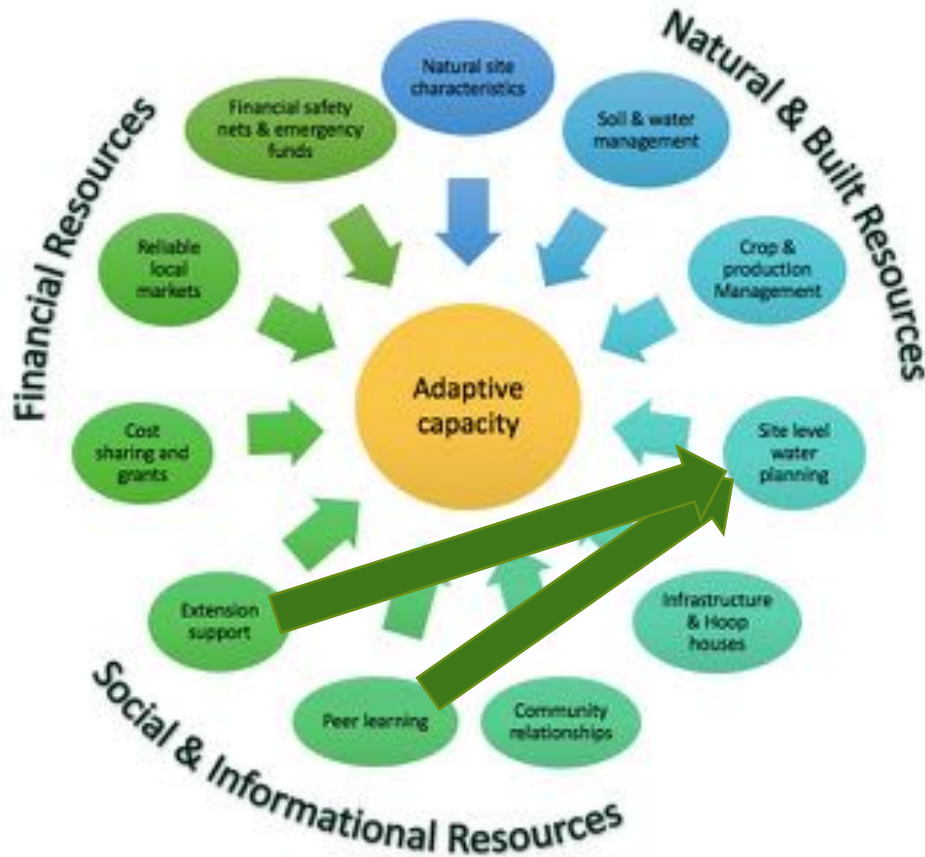 Natural site
characteristics
Soil & water
management
Crop &
production
Management
Site level
water
planning
Infrastructure
& Hoop
houses
Community
relationships
Peer learning
Extension
support
Cost
sharing and
grants
Reliable
local
markets
Financial safety
nets & emergency
funds
Adaptive
capacity
Financial Resources
Natural & Built Resources
Social & Informational Resources